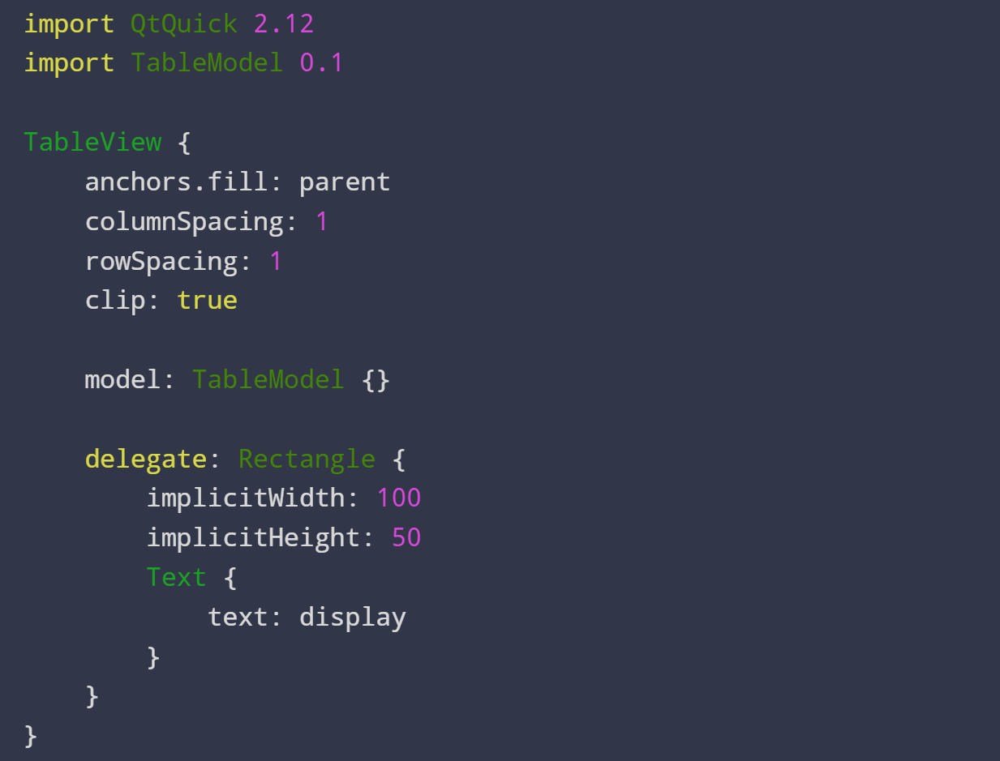 import QtQuick 2.12
import TableModel 0.1

TableView {
    anchors.fill: parent
    columnSpacing: 1
    rowSpacing: 1
    clip: true

    model: TableModel {}

    delegate: Rectangle {
        implicitWidth: 100
        implicitHeight: 50
        Text {
            text: display
        }
    }
}